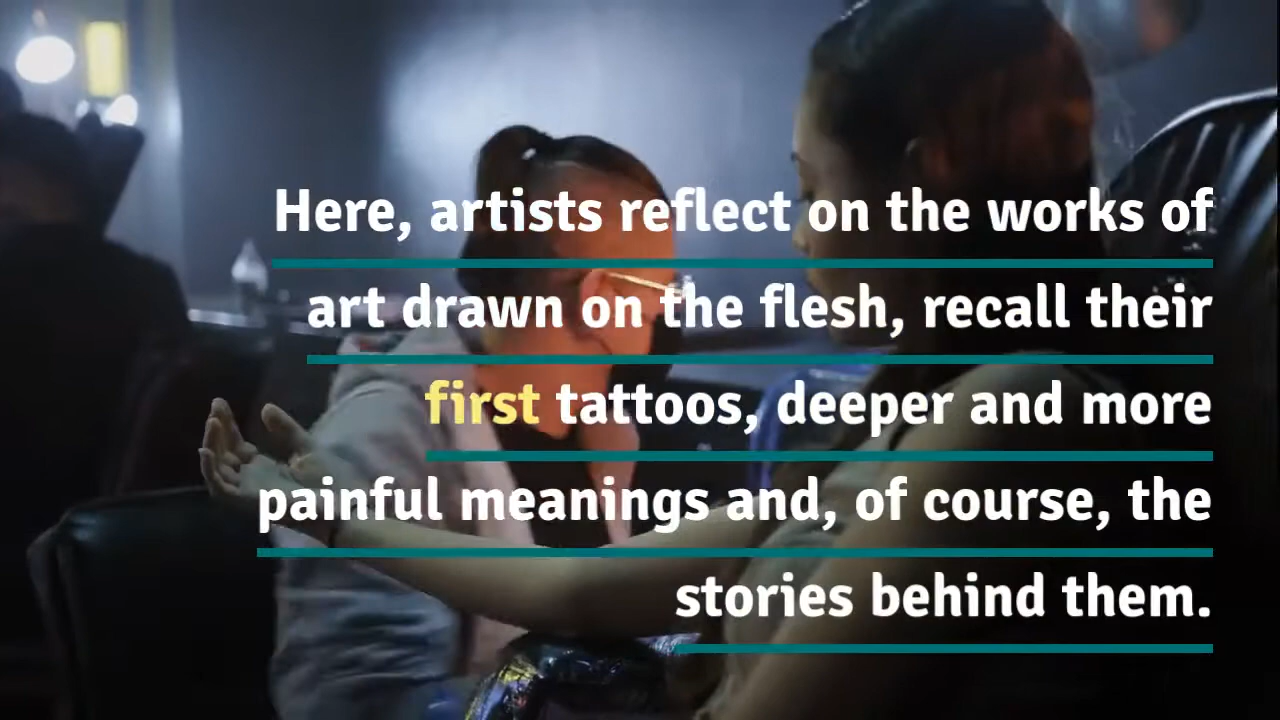 Here, artists reflect on the works of
art drawn on the flesh, recall their
first tattoos, deeper and more
painful meanings and, of course, the
stories behind them.